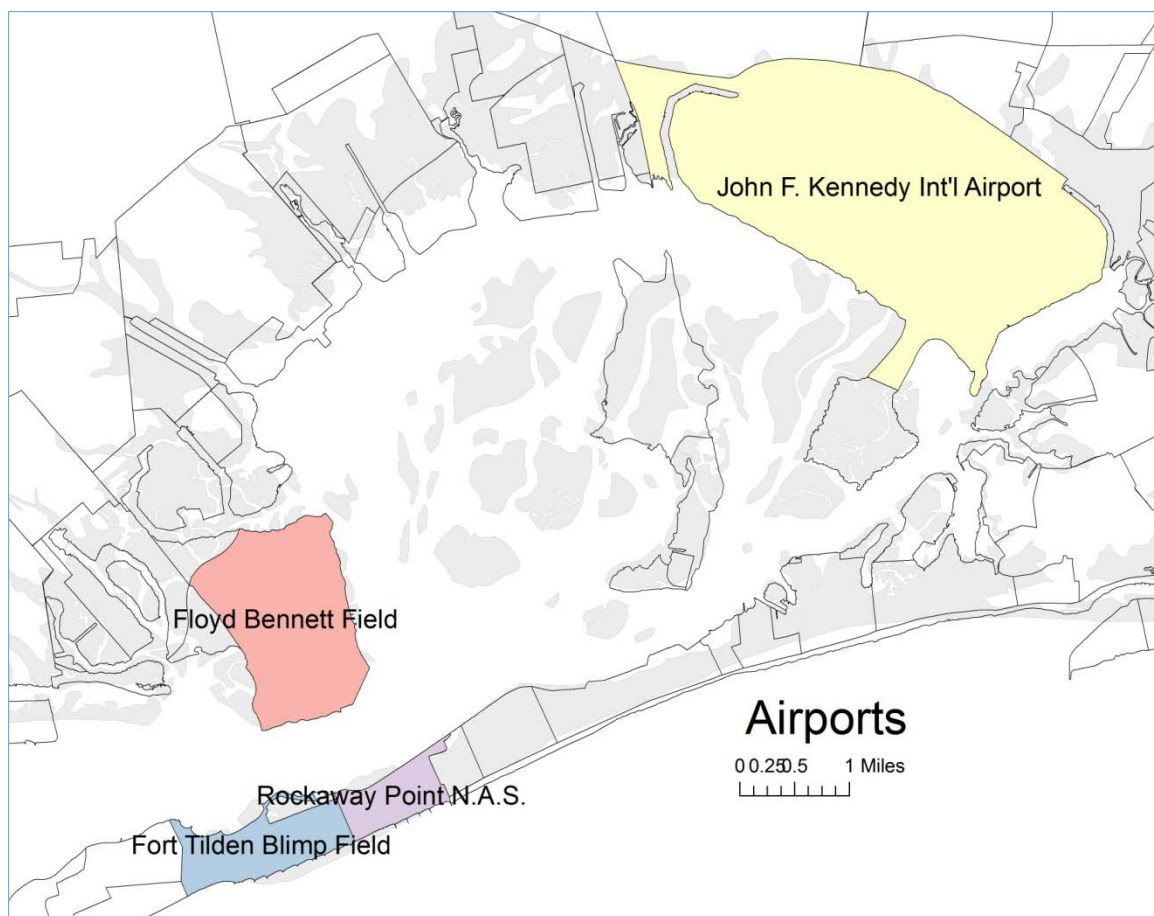 John F. Kennedy Int'l Airport
Floyd Bennett Field
Airports
0 0.25 0.5 1 Miles
Rockaway Point N.A.S.
Fort Tilden Blimp Field